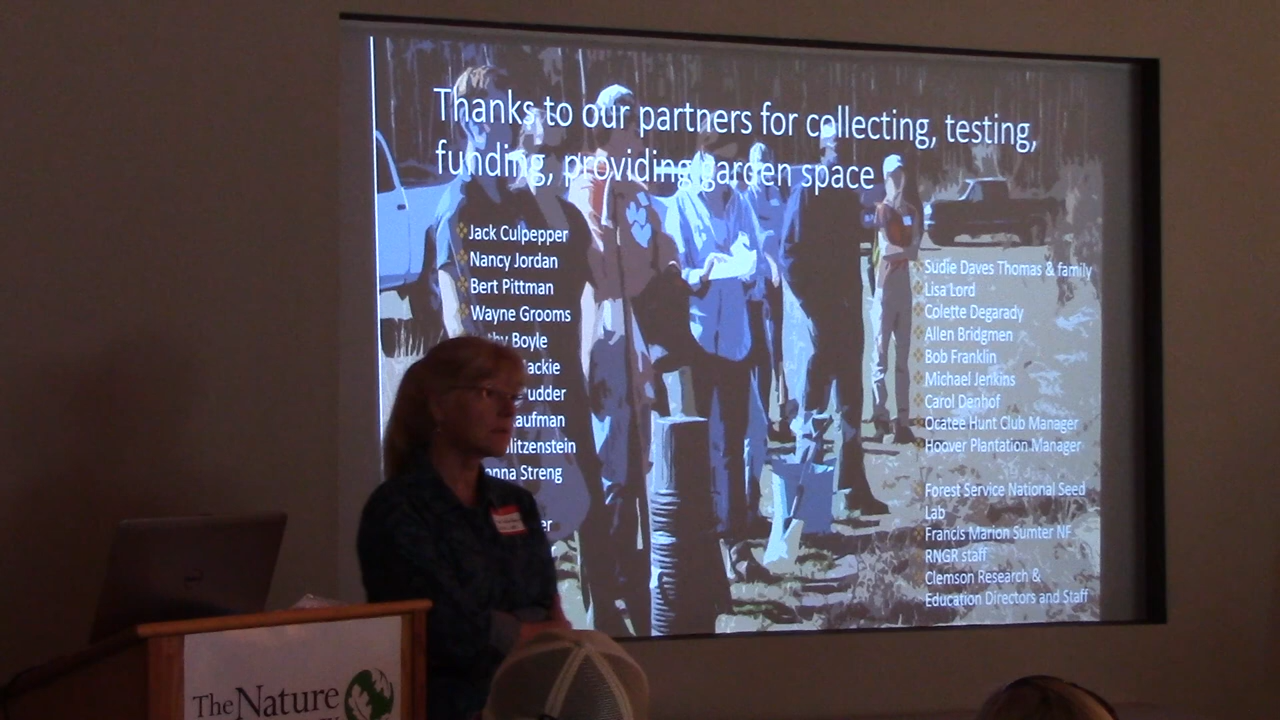 Thanks to our partners for collecting, testing,
funding, providing garden space
Jack Culpepper
Nancy Jordan
Bert Pittman
Wayne Grooms
Boyle
Streng
Sudie Daves Thomas & family
Lisa Lord
Colette Degarady
Allen Bridgmen
Bob Franklin
Michael Jenkins
Carol Denhof
Ocatee Hunt Club Manager
Hoover Plantation Manager
Forest Service National Seed
Lab
Francis Marion Sumter NF
RNGR staff
Clemson Research &
Education Directors and Staff
The Nature